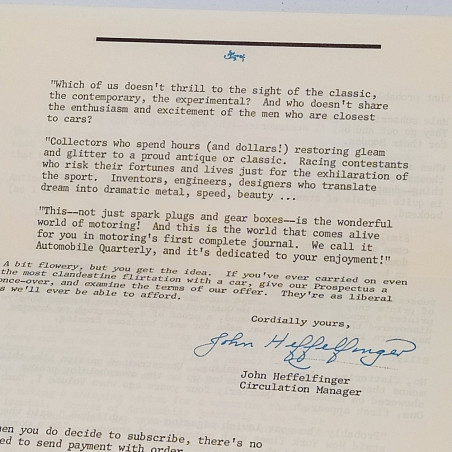 "Which of us doesn't thrill to the sight of the classic,
the contemporary, the experimental?  And who doesn't share
the enthusiasm and excitement of the men who are closest
to cars?
"Collectors who spend hours (and dollars!) restoring gleam
and glitter to a proud antique or classic.  Racing contestants
who risk their fortunes and lives just for the exhilaration of
the sport.  Inventors, engineers, designers who translate
dream into dramatic metal, speed, beauty ...
"This--not just spark plugs and gear boxes--is the wonderful
world of motoring!  And this is the world that comes alive
for you in motoring's first complete journal.  We call it
Automobile Quarterly, and it's dedicated to your enjoyment!"
A bit flowery, but you get the idea.  If you've ever carried on even
the most clandestine flirtation with a car, give our Prospectus a
once-over, and examine the terms of our offer.  They're as liberal
s we'll ever be able to afford.
Cordially yours,
John Heffelfinger
John Heffelfinger
Circulation Manager
en you do decide to subscribe, there's no
ed to send payment with order